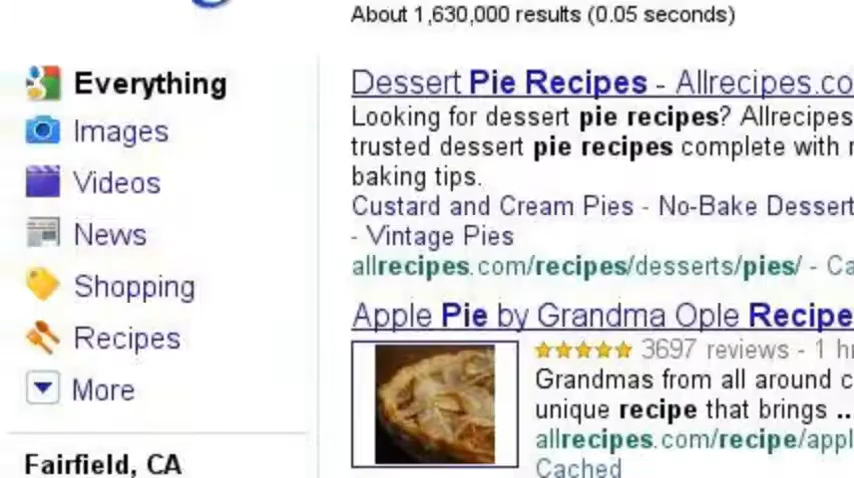 About 1,630,000 results (0.05 seconds)
Everything
Images
Videos
News
Shopping
Recipes
More
Fairfield, CA
Dessert Pie Recipes - Allrecipes.co
Looking for dessert pie recipes? Allrecipes
trusted dessert pie recipes complete with
baking tips.
Custard and Cream Pies - No-Bake Dessert
- Vintage Pies
allrecipes.com/recipes/desserts/pies/ - Ca
Apple Pie by Grandma Ople Recipe
3697 reviews - 1 h
Grandmas from all around c
unique recipe that brings ...
allrecipes.com/recipe/appl
Cached